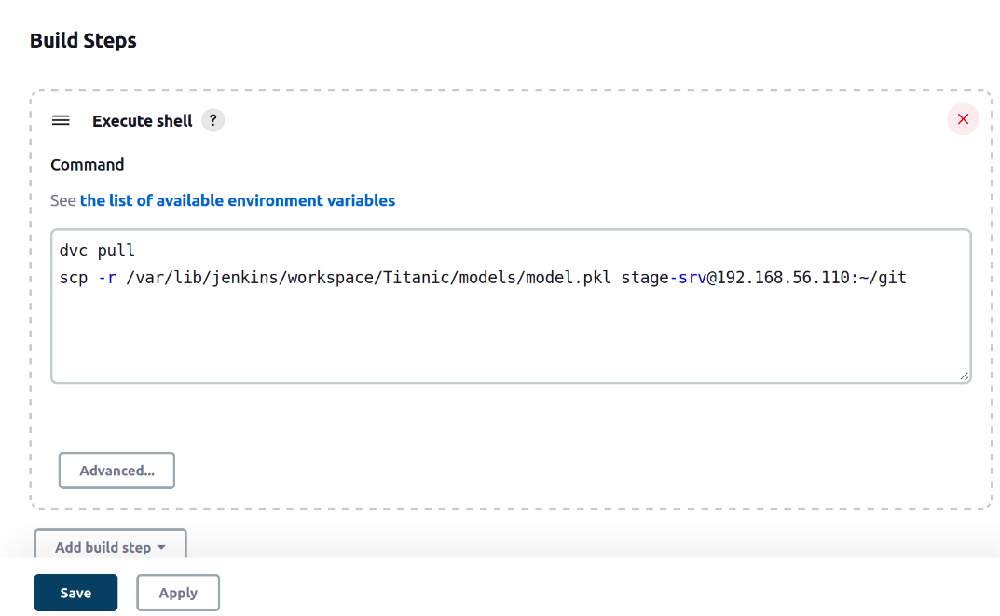 Build Steps
Execute shell ?
Command
See the list of available environment variables
dvc pull
scp -r /var/lib/jenkins/workspace/Titanic/models/model.pkl stage-srv@192.168.56.110:~/git
Advanced...
Add build step
Save Apply